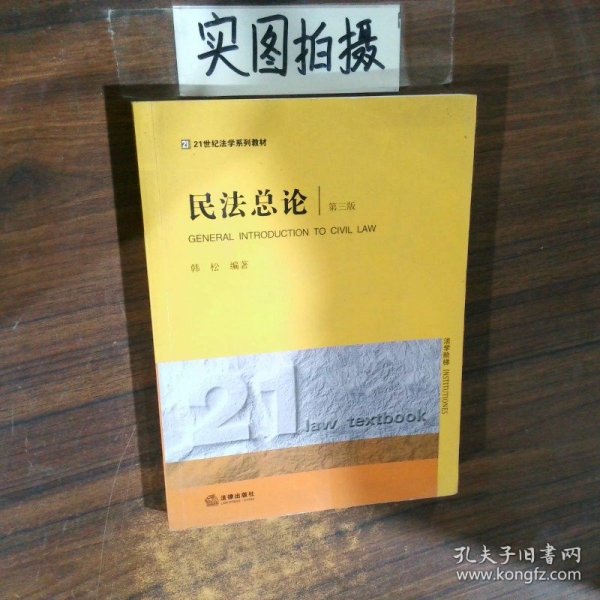 实图拍摄
21 21世纪法学系列教材
民法总论 第三版
GENERAL INTRODUCTION TO CIVIL LAW
韩 松 编著
法学阶梯 INSTITUTIONES
21
law textbook
法律出版社
孔夫子旧书网
www.kongfz.com